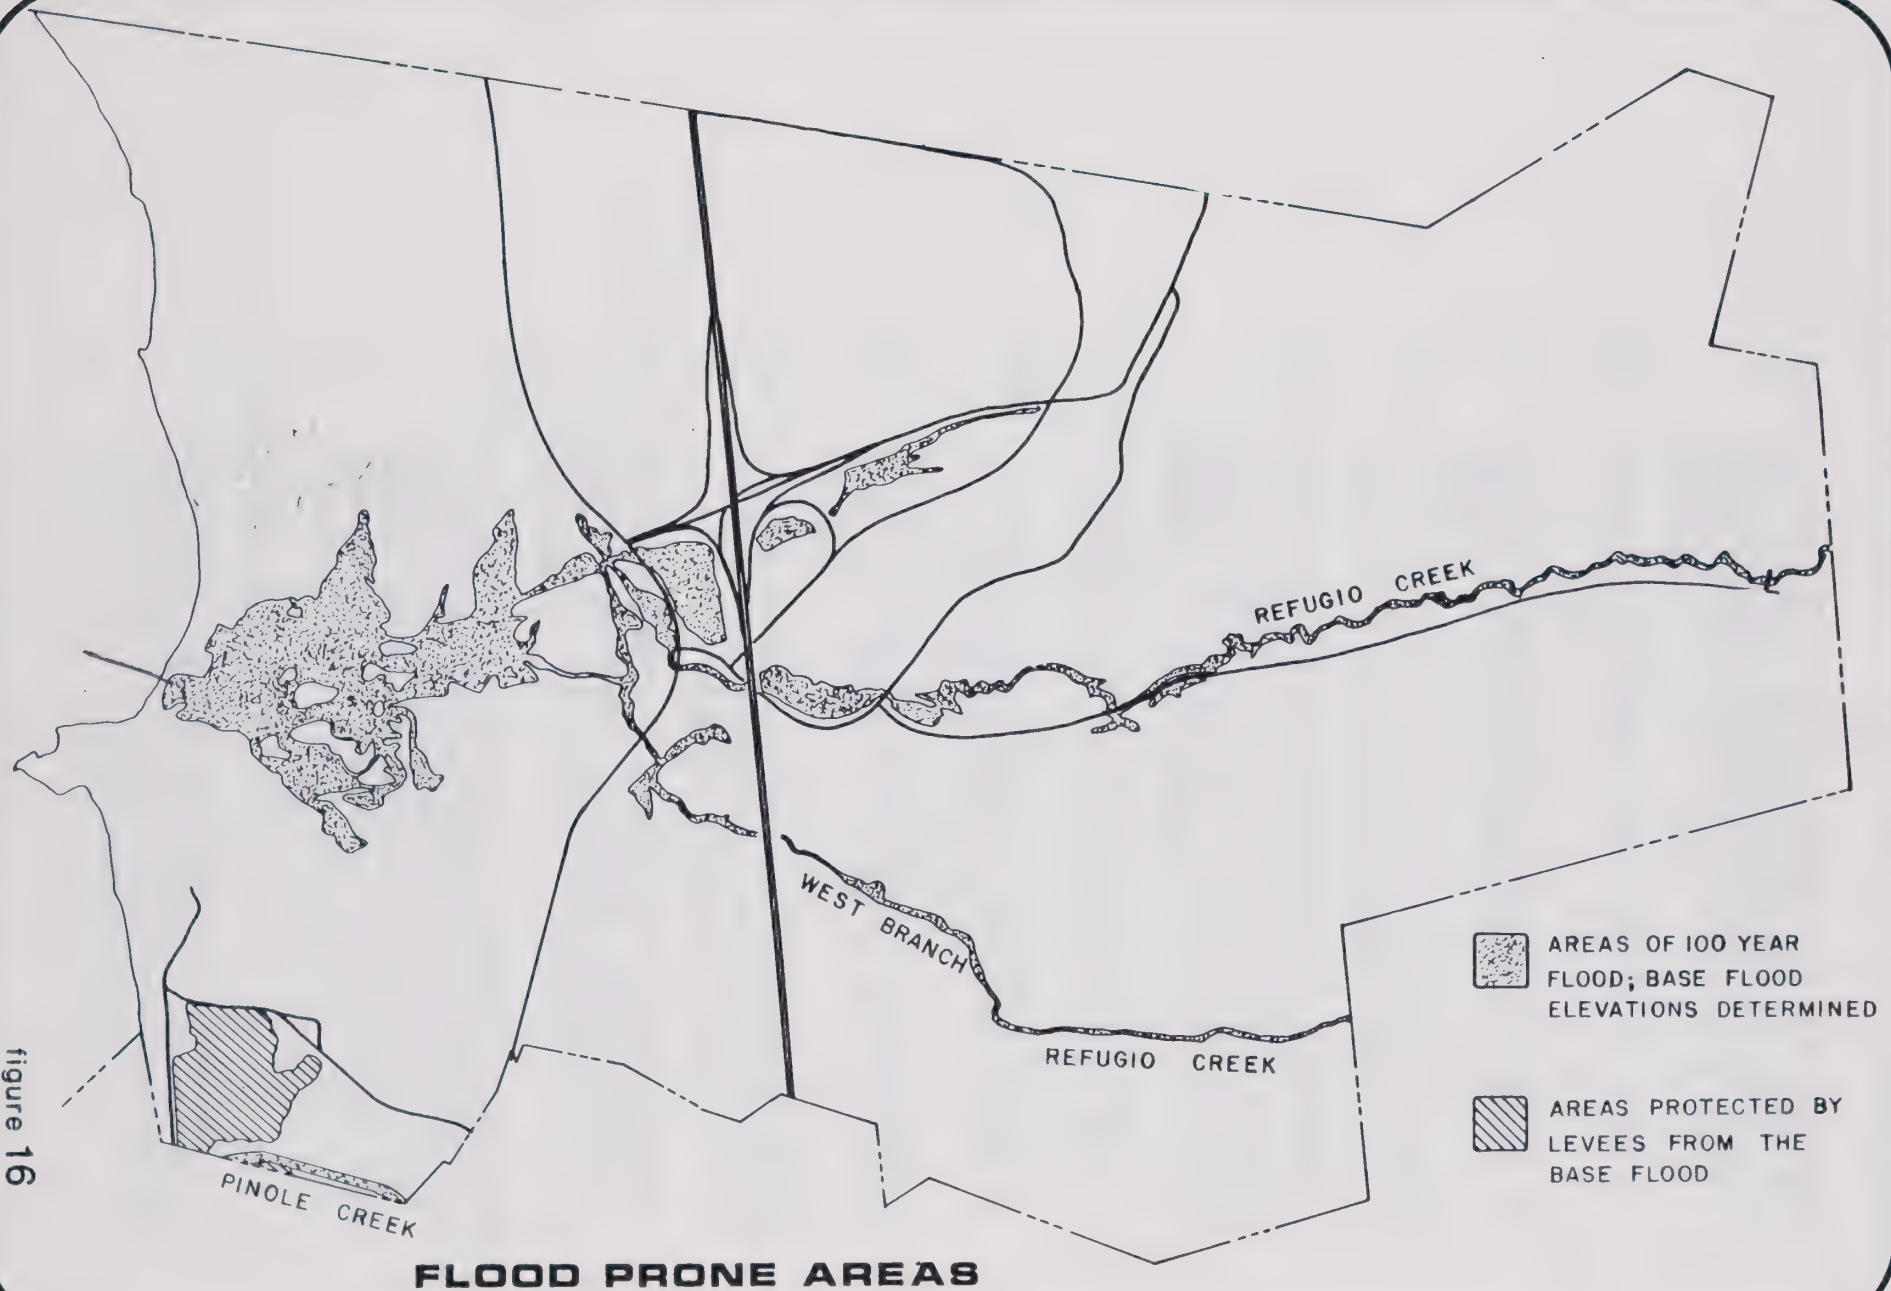 REFUGIO CREEK
WEST BRANCH
REFUGIO CREEK
AREAS OF 100 YEAR
FLOOD; BASE FLOOD
ELEVATIONS DETERMINED
AREAS PROTECTED BY
LEVEES FROM THE
BASE FLOOD
PINOLE CREEK
figure 16
FLOOD PRONE AREAS